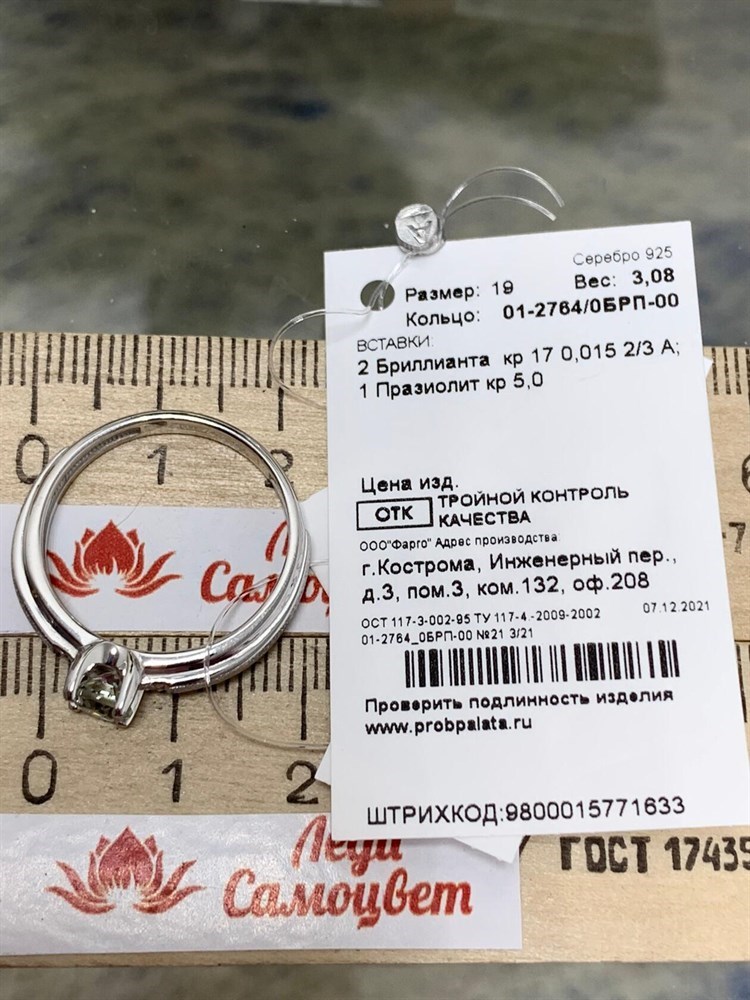 Серебро 925
Размер: 19 Вес: 3,08
Кольцо: 01-2764/0БРП-00
ВСТАВКИ:
2 Бриллианта кр 17 0,015 2/3 А;
1 Празиолит кр 5,0
Цена изд.
ОТК ТРОЙНОЙ КОНТРОЛЬ
КАЧЕСТВА
ООО"Фарго" Адрес производства
г.Кострома, Инженерный пер.,
д.3, пом.3, ком.132, оф.208
ОСТ 117-3-002-95 ТУ 117-4.-2009-2002 07.12.2021
01-2764_0БРП-00 №21 3/21
Проверить подлинность изделия
www.probpalata.ru
ШТРИХКОД:9800015771633
0 1 2
Самоцвет
0 1 2
Леди
Самоцвет
ГОСТ 17435